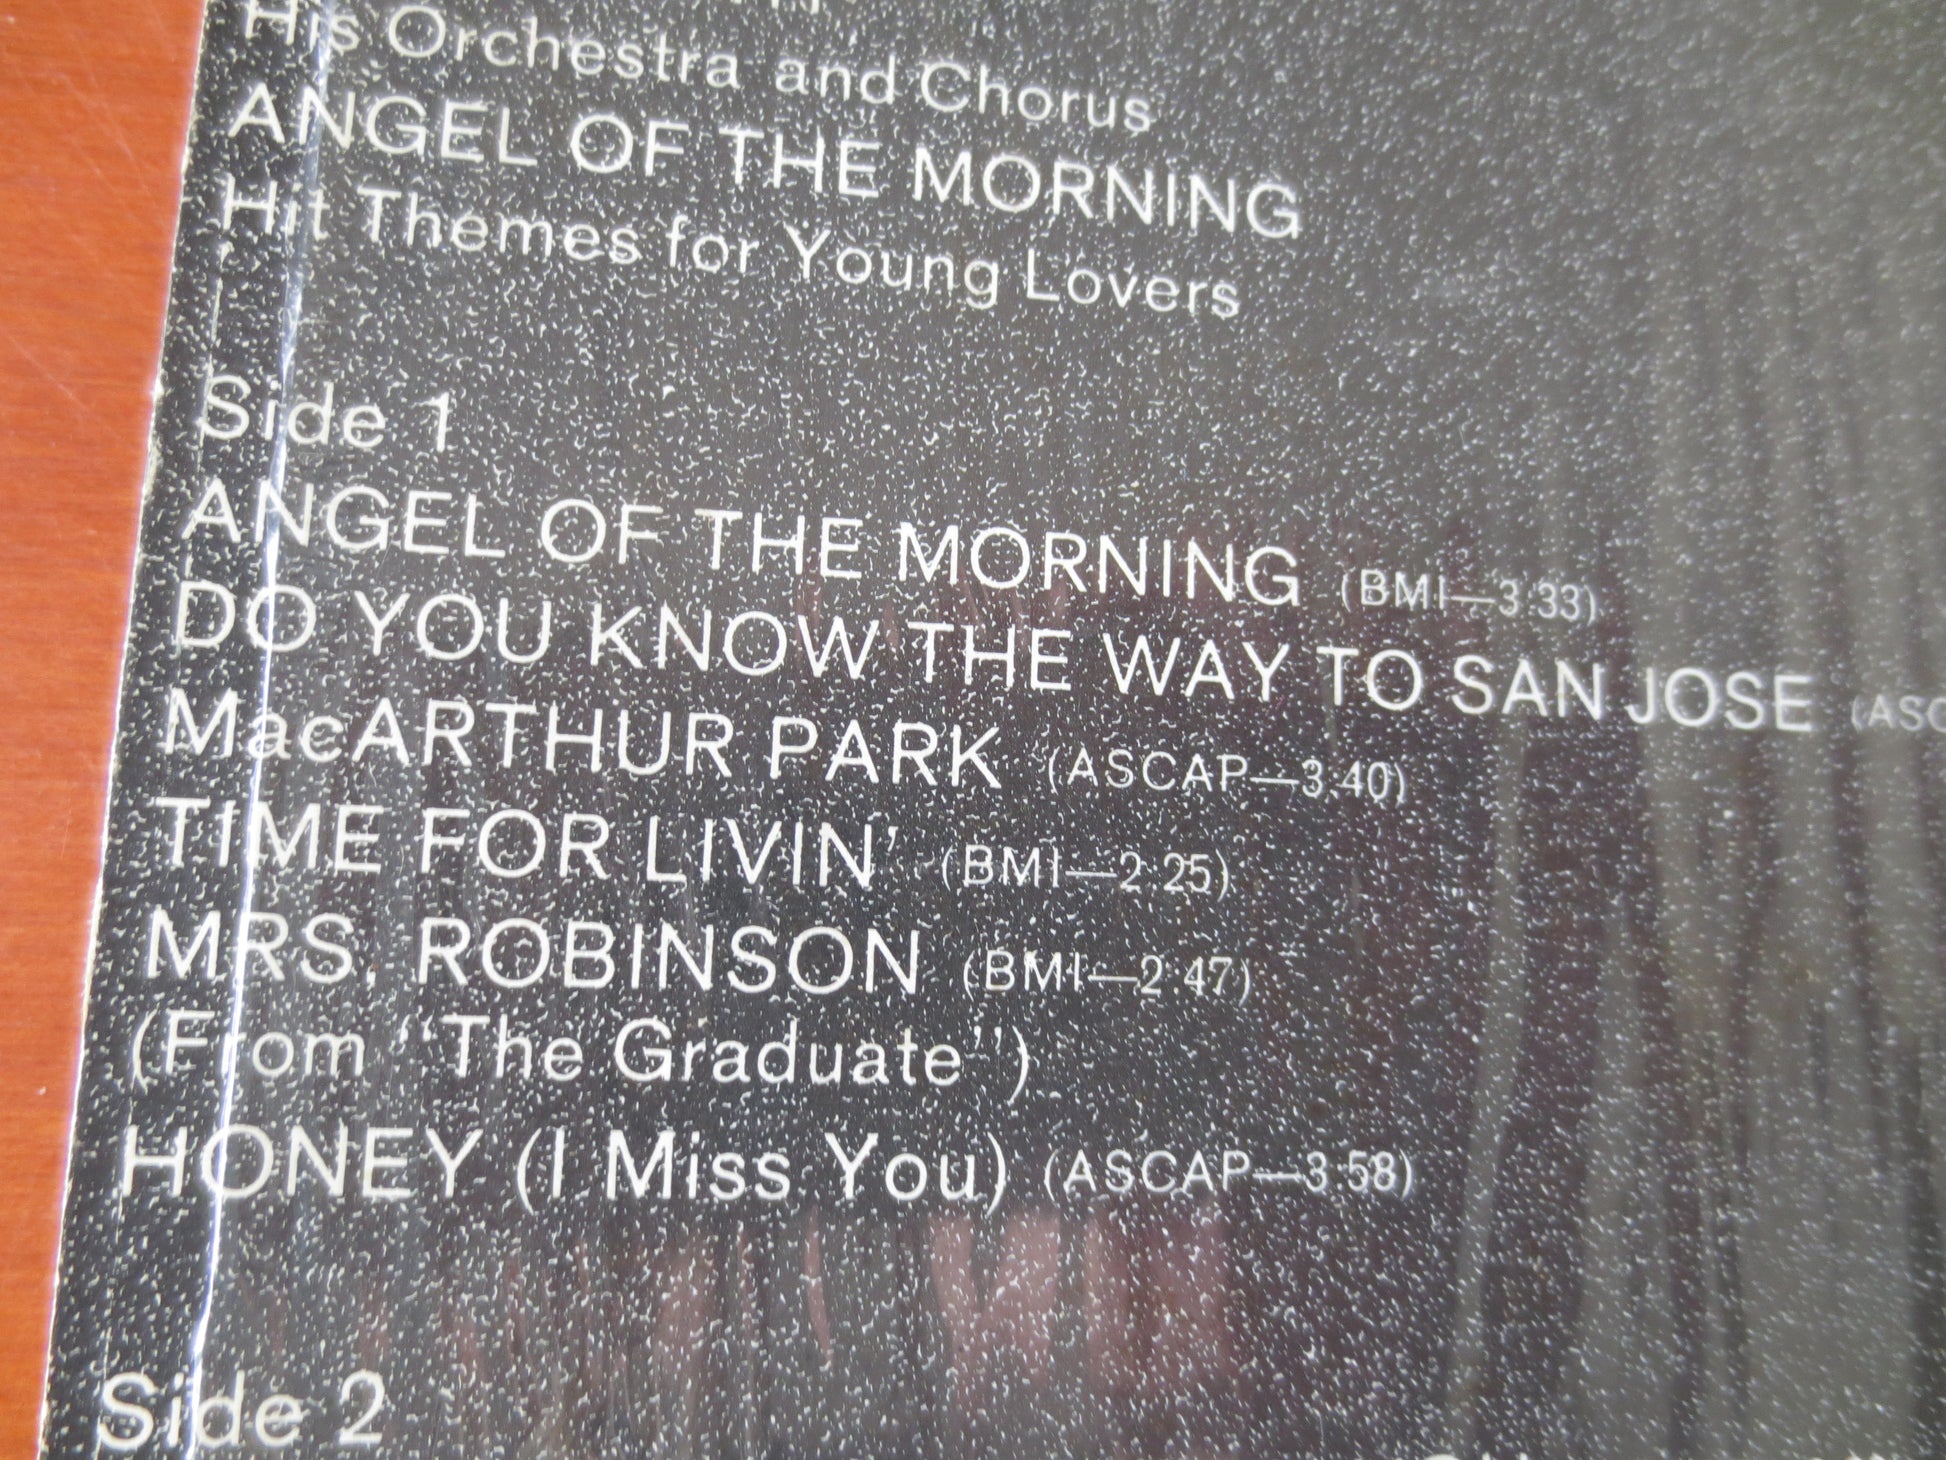 His Orchestra and Chorus
ANGEL OF THE MORNING
Hit Themes for Young Lovers
Side 1
ANGEL OF THE MORNING (BMI—3:33)
DO YOU KNOW THE WAY TO SAN JOSE (ASC
MacARTHUR PARK (ASCAP—3:40)
TIME FOR LIVIN' (BMI—2:25)
MRS. ROBINSON (BMI—2:47)
(From "The Graduate")
HONEY (I Miss You) (ASCAP—3:58)
Side 2